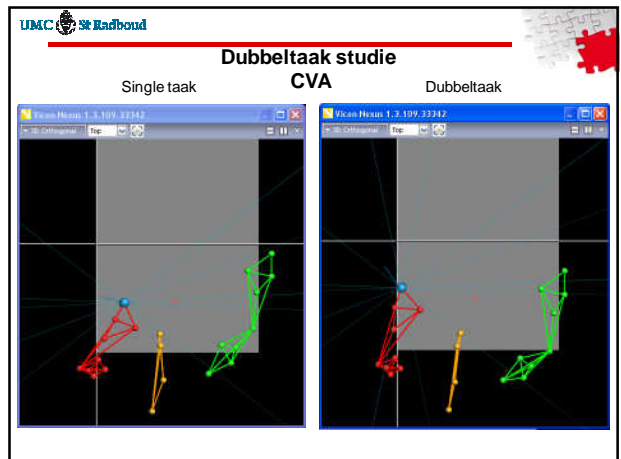 UMC St Radboud
Dubbeltaak studie
CVA
Single taak
Dubbeltaak
Vicon Nexus 1.3.109.33342
3D Orthogonal Top
Vicon Nexus 1.3.109.33342
3D Orthogonal Top